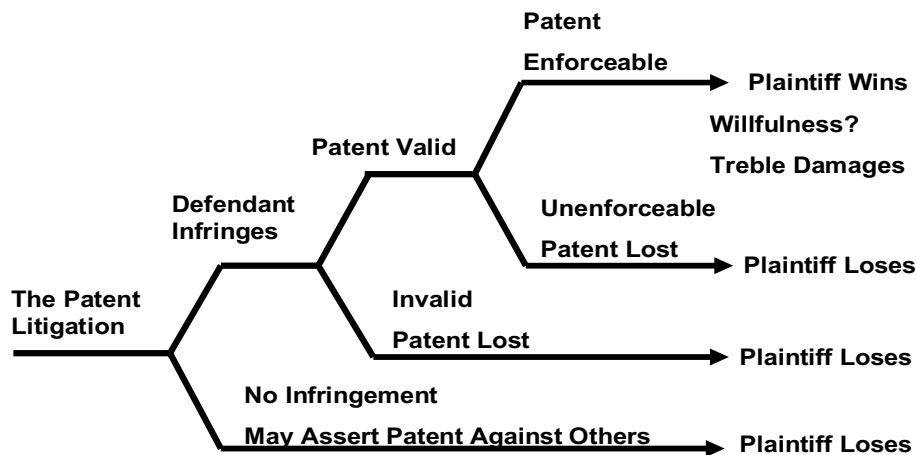 Patent
Enforceable
Plaintiff Wins
Willfulness?
Treble Damages
Patent Valid
Unenforceable
Patent Lost
Plaintiff Loses
Defendant
Infringes
Invalid
Patent Lost
Plaintiff Loses
The Patent
Litigation
No Infringement
May Assert Patent Against Others
Plaintiff Loses